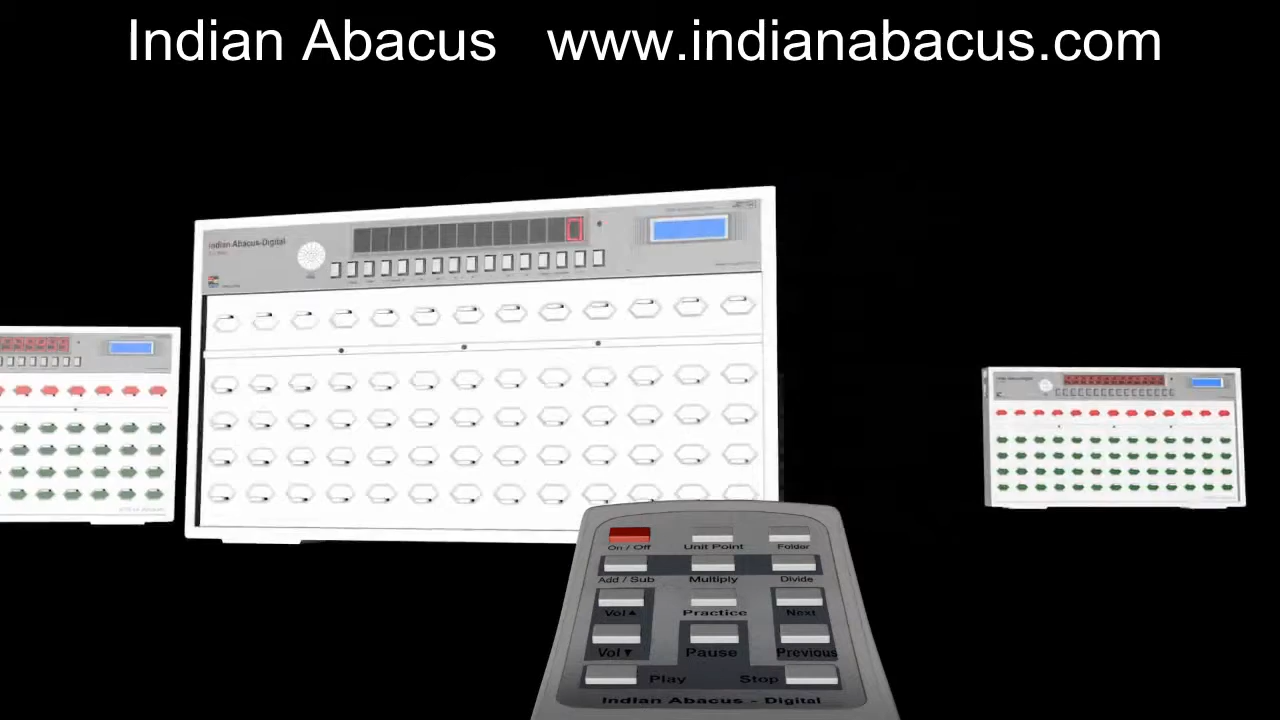 Indian Abacus www.indianabacus.com
Indian Abacus-Digital
On / Off Unit Point Folder
Add / Sub Multiply Divide
Vol▲ Practice Next
Vol▼ Pause Previous
Play Stop
Indian Abacus - Digital